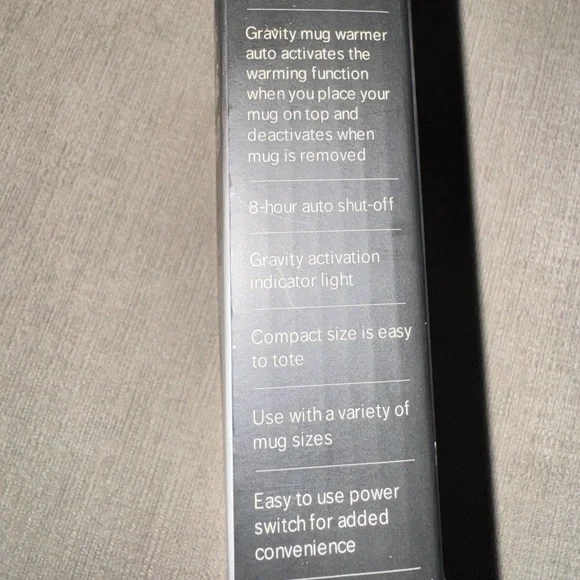 Gravity mug warmer
auto activates the
warming function
when you place your
mug on top and
deactivates when
mug is removed
8-hour auto shut-off
Gravity activation
indicator light
Compact size is easy
to tote
Use with a variety of
mug sizes
Easy to use power
switch for added
convenience